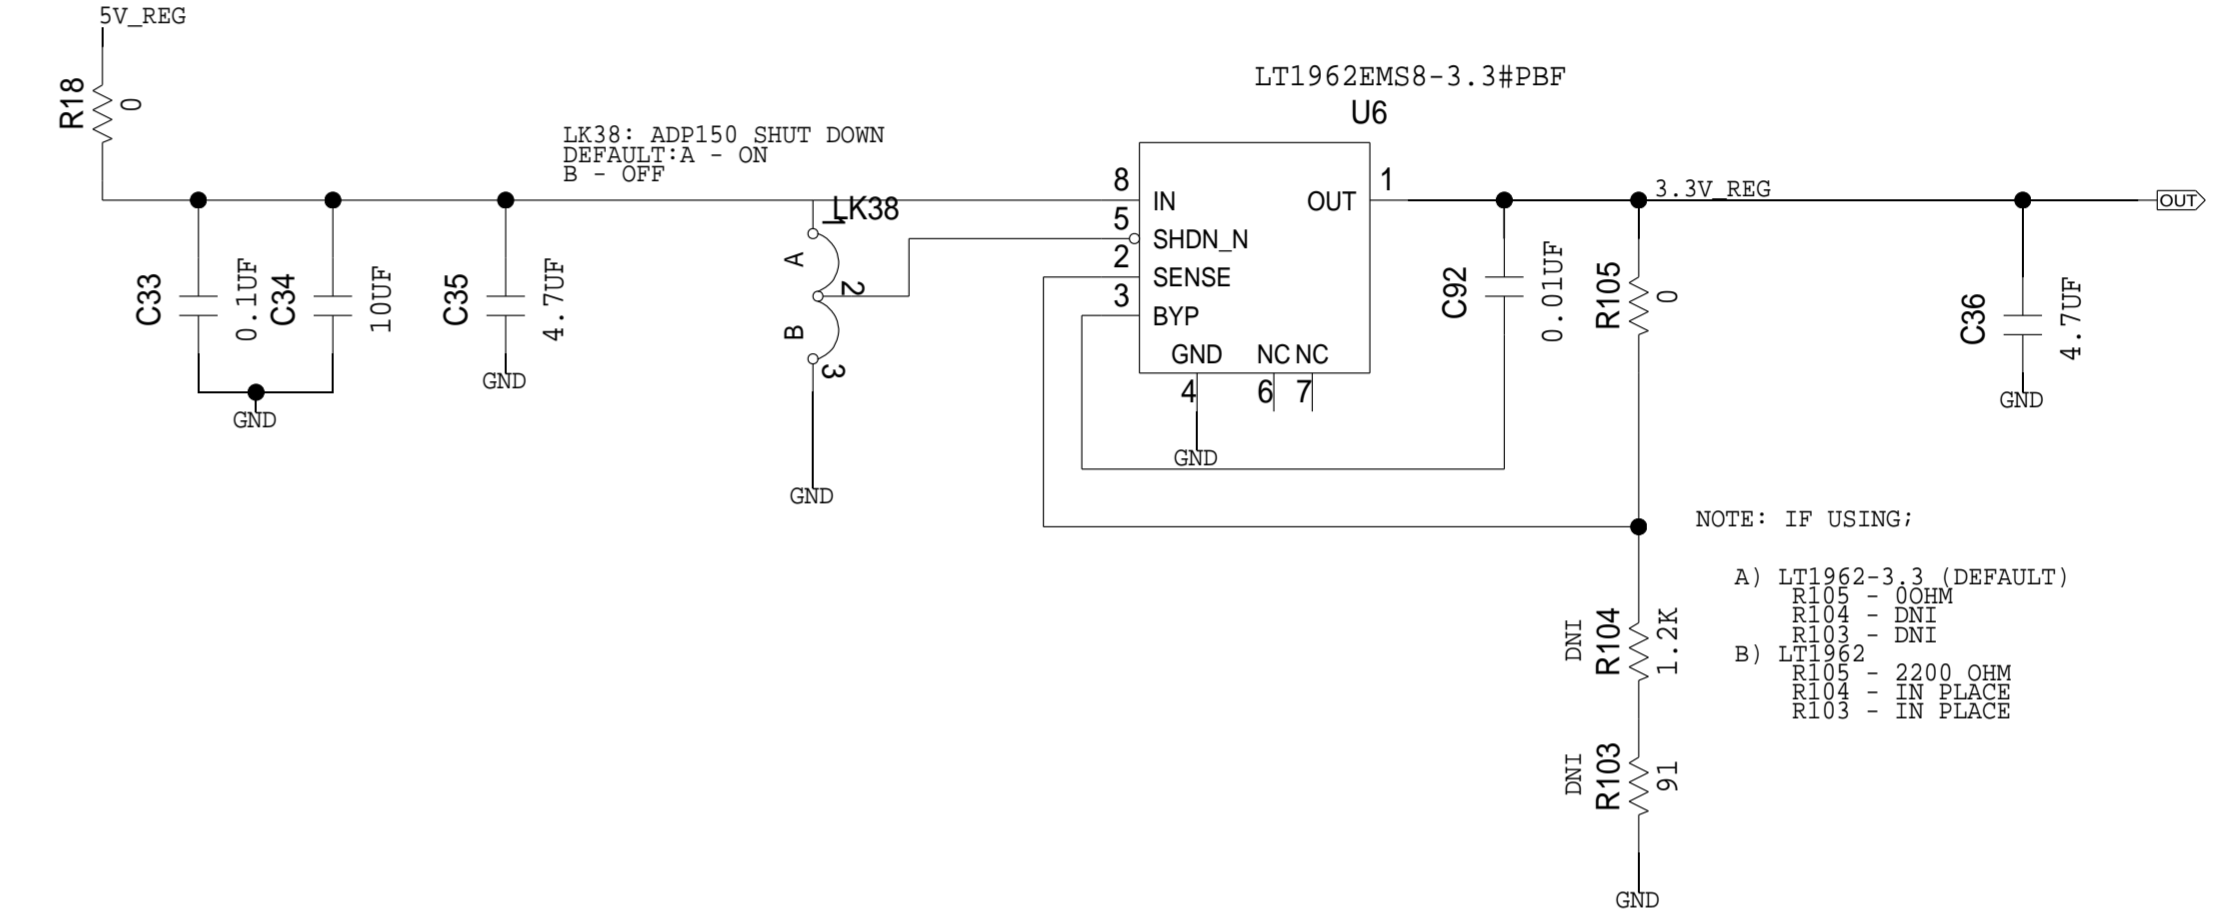 5V_REG
R18
0
LK38: ADP150 SHUT DOWN
DEFAULT:A - ON
B - OFF
LT1962EMS8-3.3#PBF
U6
C33
0.1UF
C34
10UF
GND
C35
4.7UF
GND
LK38
1
A
2
B
3
GND
8
IN
5
SHDN_N
2
SENSE
3
BYP
OUT
1
GND
NC
NC
4
6
7
GND
C92
0.01UF
3.3V_REG
R105
0
C36
4.7UF
GND
OUT
NOTE: IF USING;
A) LT1962-3.3 (DEFAULT)
R105 - 0OHM
R104 - DNI
R103 - DNI
B) LT1962
R105 - 2200 OHM
R104 - IN PLACE
R103 - IN PLACE
DNI
R104
1.2K
DNI
R103
91
GND